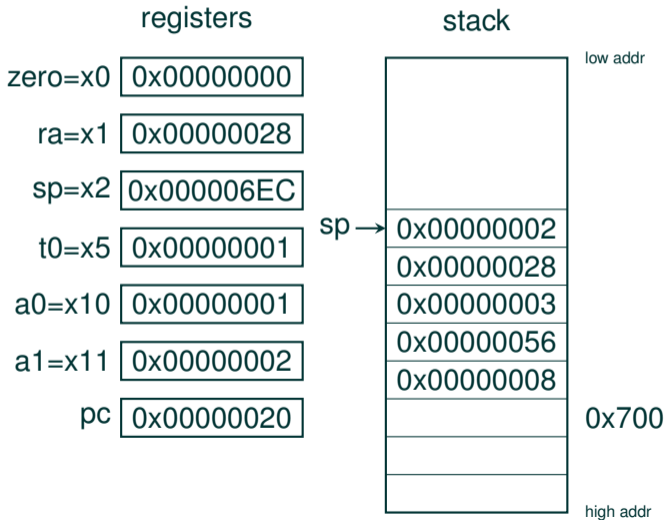 registers
zero=x0 0x00000000
ra=x1 0x00000028
sp=x2 0x000006EC
t0=x5 0x00000001
a0=x10 0x00000001
a1=x11 0x00000002
pc 0x00000020
stack
low addr
sp 0x00000002
0x00000028
0x00000003
0x00000056
0x00000008
0x700
high addr